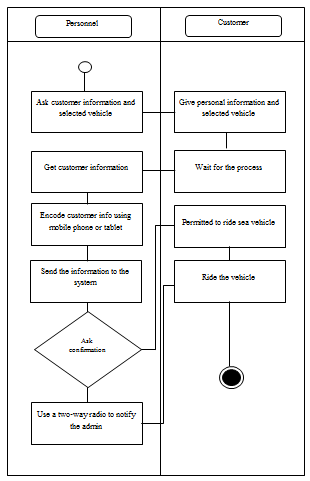 Personnel
Customer
Ask customer information and
selected vehicle
Give personal information and
selected vehicle
Get customer information
Wait for the process
Encode customer info using
mobile phone or tablet
Permitted to ride sea vehicle
Send the information to the
system
Ride the vehicle
Ask
confirmation
Use a two-way radio to notify
the admin